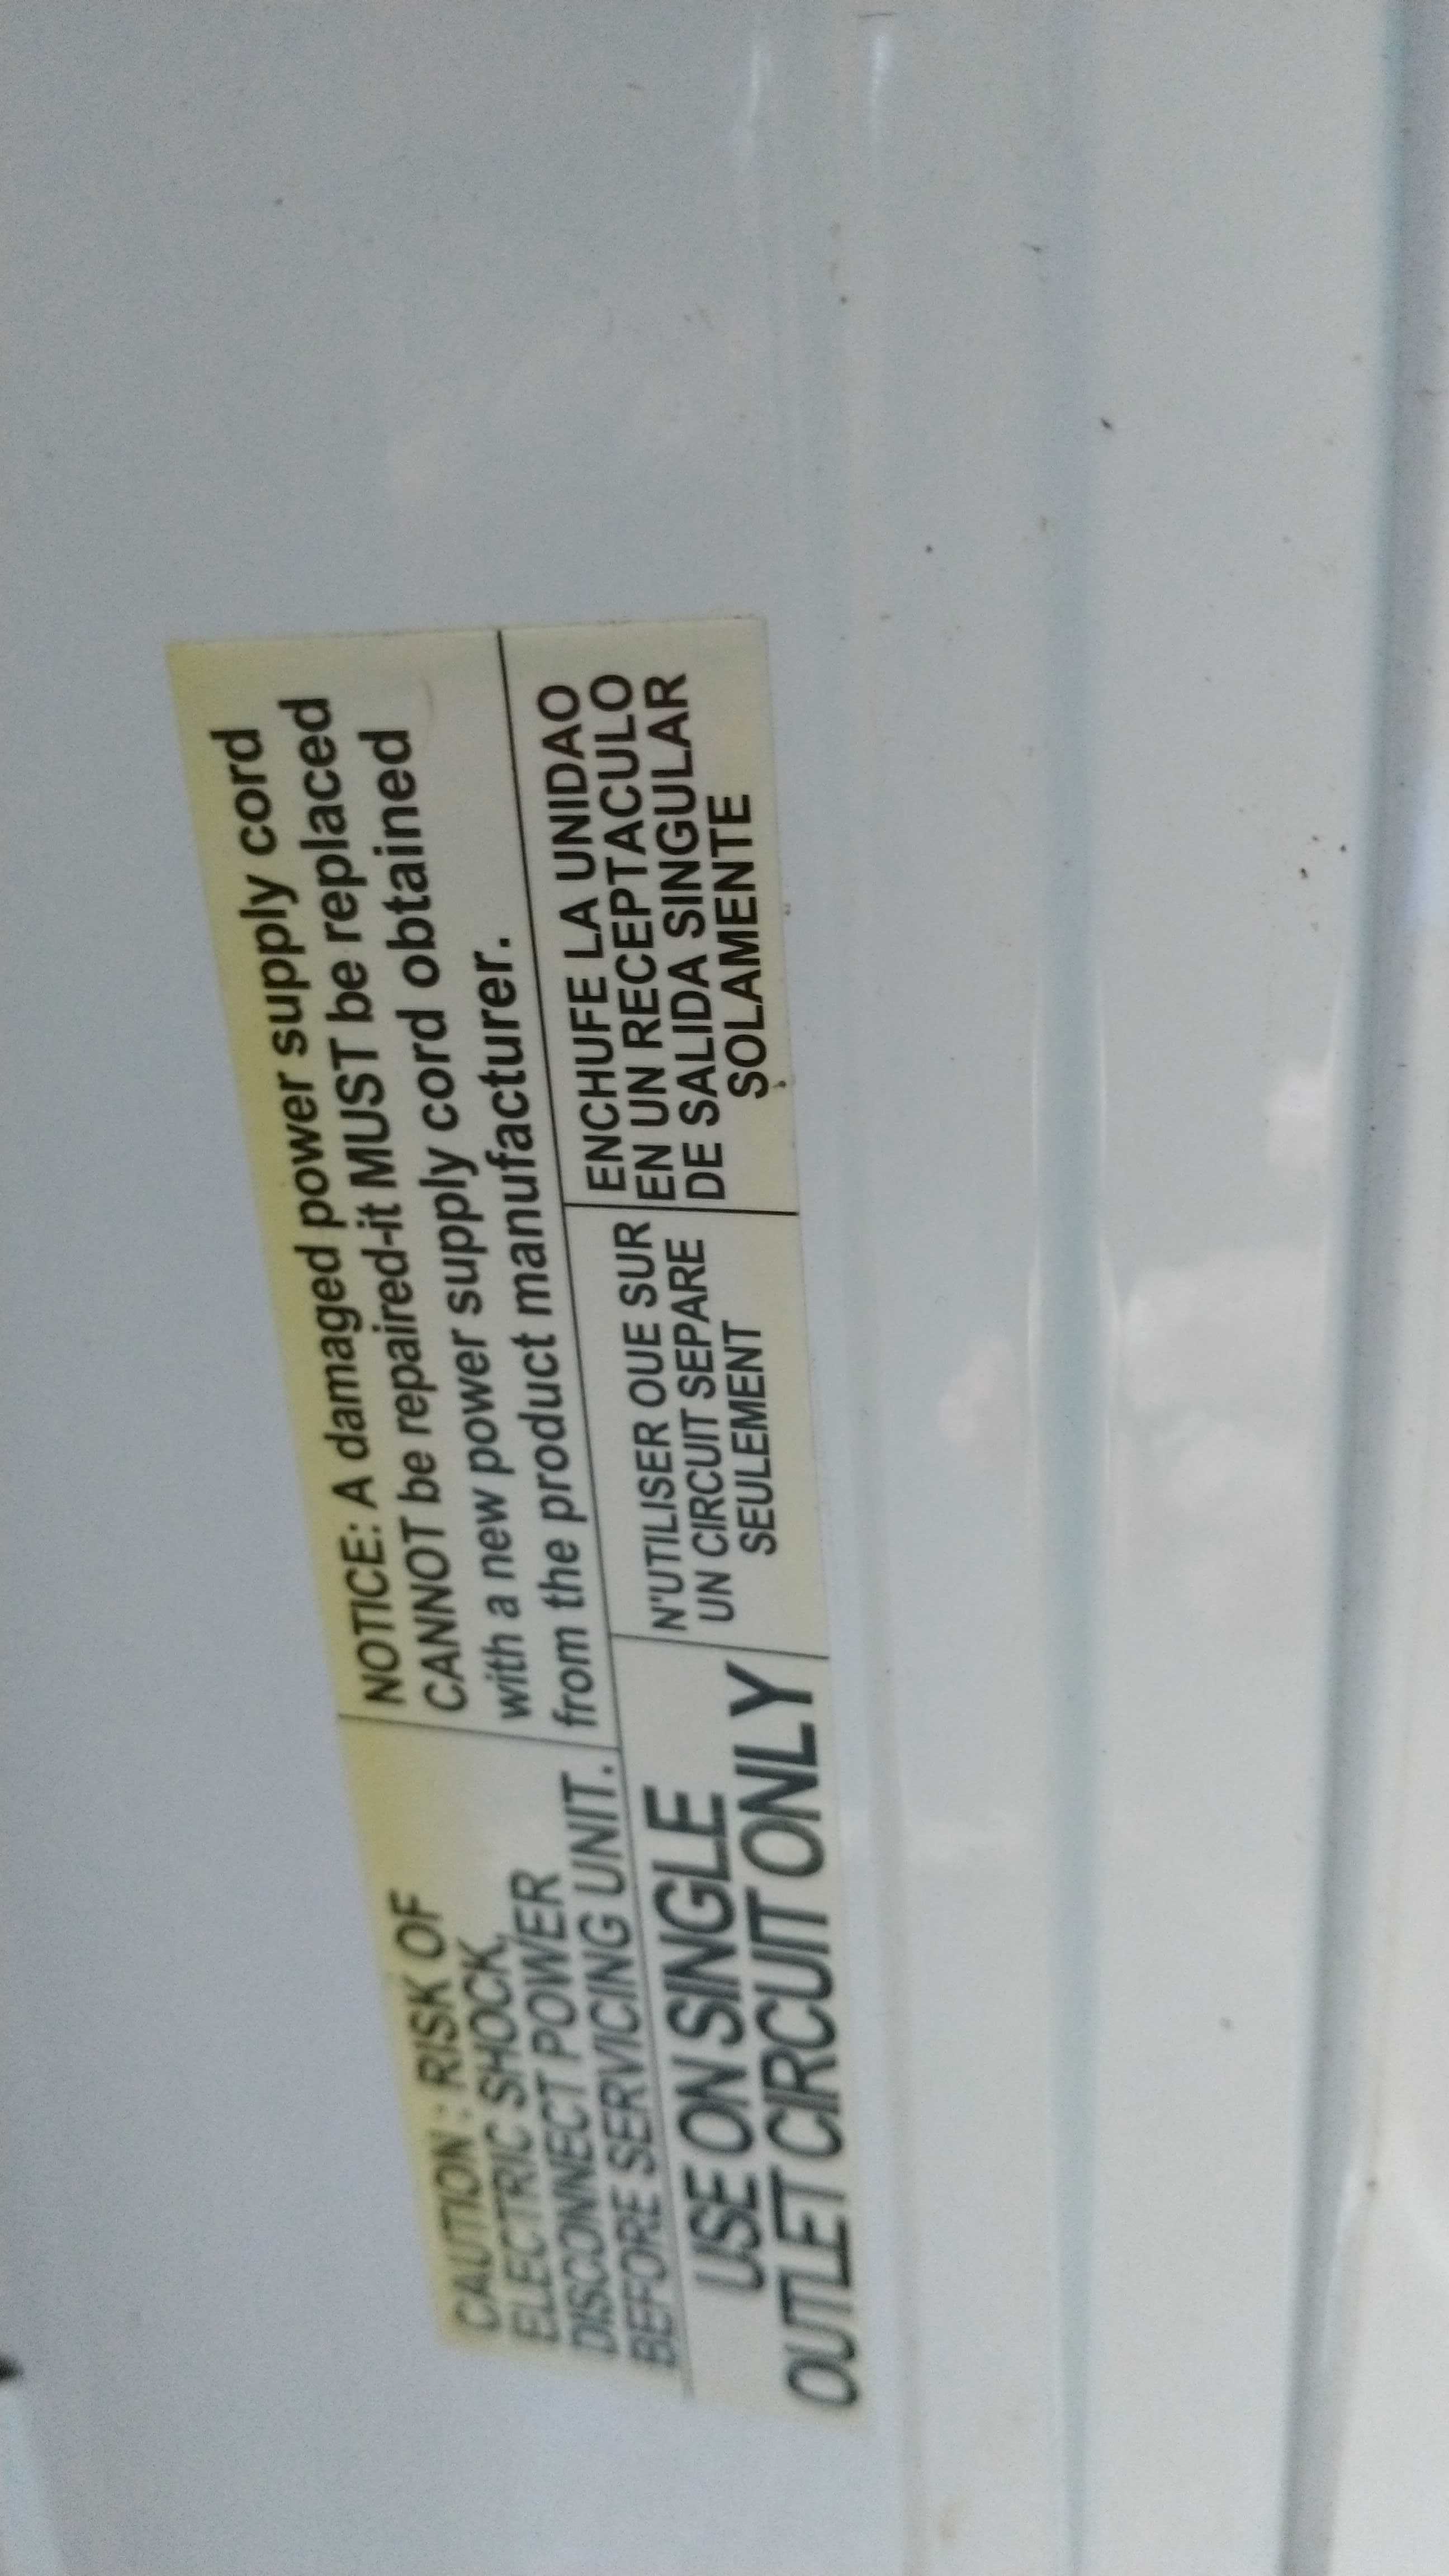 CAUTION : RISK OF
ELECTRIC SHOCK,
DISCONNECT POWER
BEFORE SERVICING UNIT.
NOTICE: A damaged power supply cord
CANNOT be repaired-it MUST be replaced
with a new power supply cord obtained
from the product manufacturer.
USE ON SINGLE
OUTLET CIRCUIT ONLY
N'UTILISER OUE SUR
UN CIRCUIT SEPARE
SEULEMENT
ENCHUFE LA UNIDAO
EN UN RECEPTACULO
DE SALIDA SINGULAR
SOLAMENTE